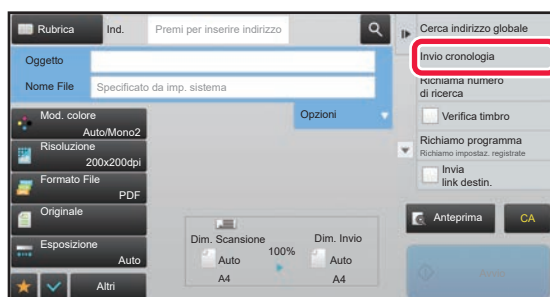 Rubrica
Ind.
Premi per inserire indirizzo
Oggetto
Nome File
Specificato da imp. sistema
Opzioni
Mod. colore
Auto/Mono2
Risoluzione
200x200dpi
Formato File
PDF
Originale
Esposizione
Auto
Altri
Dim. Scansione
Auto
A4
100%
Dim. Invio
Auto
A4
Cerca indirizzo globale
Invio cronologia
Richiama numero
di ricerca
Verifica timbro
Richiamo programma
Richiamo impostaz. registrate
Invia
link destin.
Anteprima
CA
Avvio